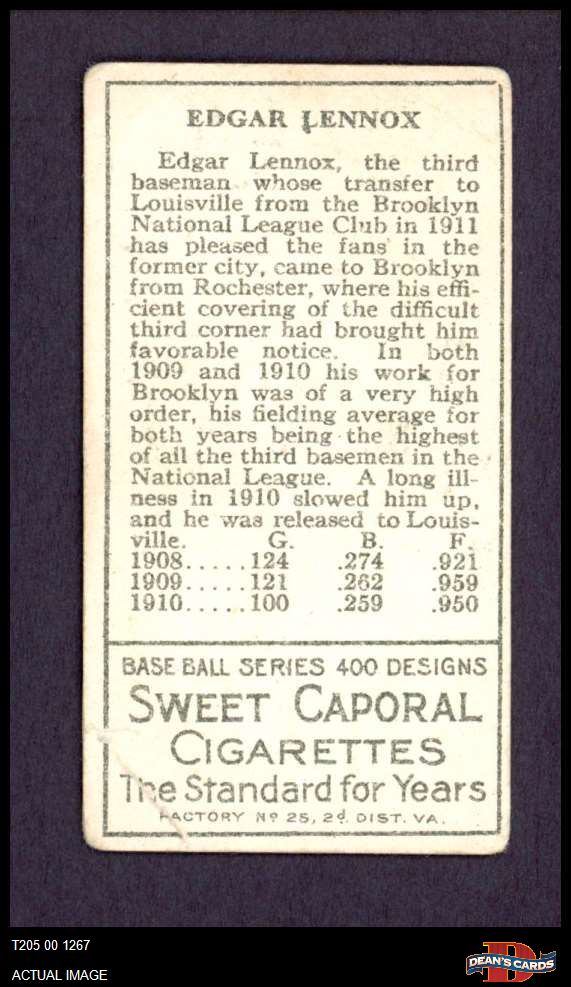 EDGAR LENNOX
Edgar Lennox, the third
baseman whose transfer to
Louisville from the Brooklyn
National League Club in 1911
has pleased the fans in the
former city, came to Brooklyn
from Rochester, where his effi-
cient covering of the difficult
third corner had brought him
favorable notice. In both
1909 and 1910 his work for
Brooklyn was of a very high
order, his fielding average for
both years being the highest
of all the third basemen in the
National League. A long ill-
ness in 1910 slowed him up,
and he was released to Louis-
ville. G. B. F.
1908.....124 .274 .921
1909.....121 .262 .959
1910.....100 .259 .950
BASE BALL SERIES 400 DESIGNS
SWEET CAPORAL
CIGARETTES
The Standard for Years
FACTORY No 25, 2d. DIST. VA.
T205 00 1267
ACTUAL IMAGE
D
DEAN'S CARDS